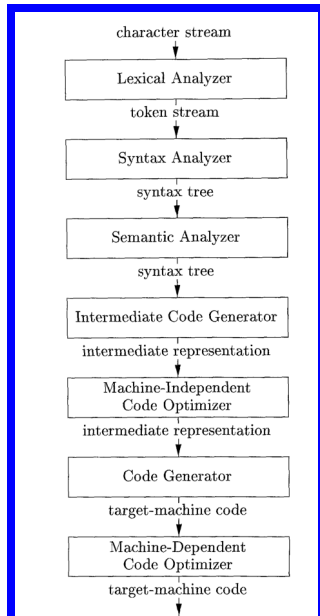 character stream
Lexical Analyzer
token stream
Syntax Analyzer
syntax tree
Semantic Analyzer
syntax tree
Intermediate Code Generator
intermediate representation
Machine-Independent
Code Optimizer
intermediate representation
Code Generator
target-machine code
Machine-Dependent
Code Optimizer
target-machine code